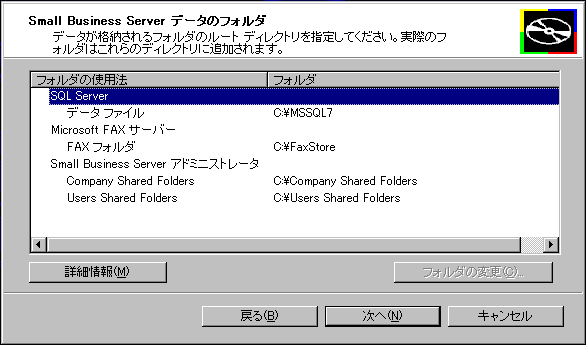 Small Business Server データのフォルダ
データが格納されるフォルダのルート ディレクトリを指定してください。実際のフ
ォルダはこれらのディレクトリに追加されます。
フォルダの使用法 フォルダ
SQL Server
データ ファイル C:¥MSSQL7
Microsoft FAX サーバー
FAX フォルダ C:¥FaxStore
Small Business Server アドミニストレータ
Company Shared Folders C:¥Company Shared Folders
Users Shared Folders C:¥Users Shared Folders
詳細情報(M) フォルダの変更(C)...
戻る(B) 次へ(N) キャンセル